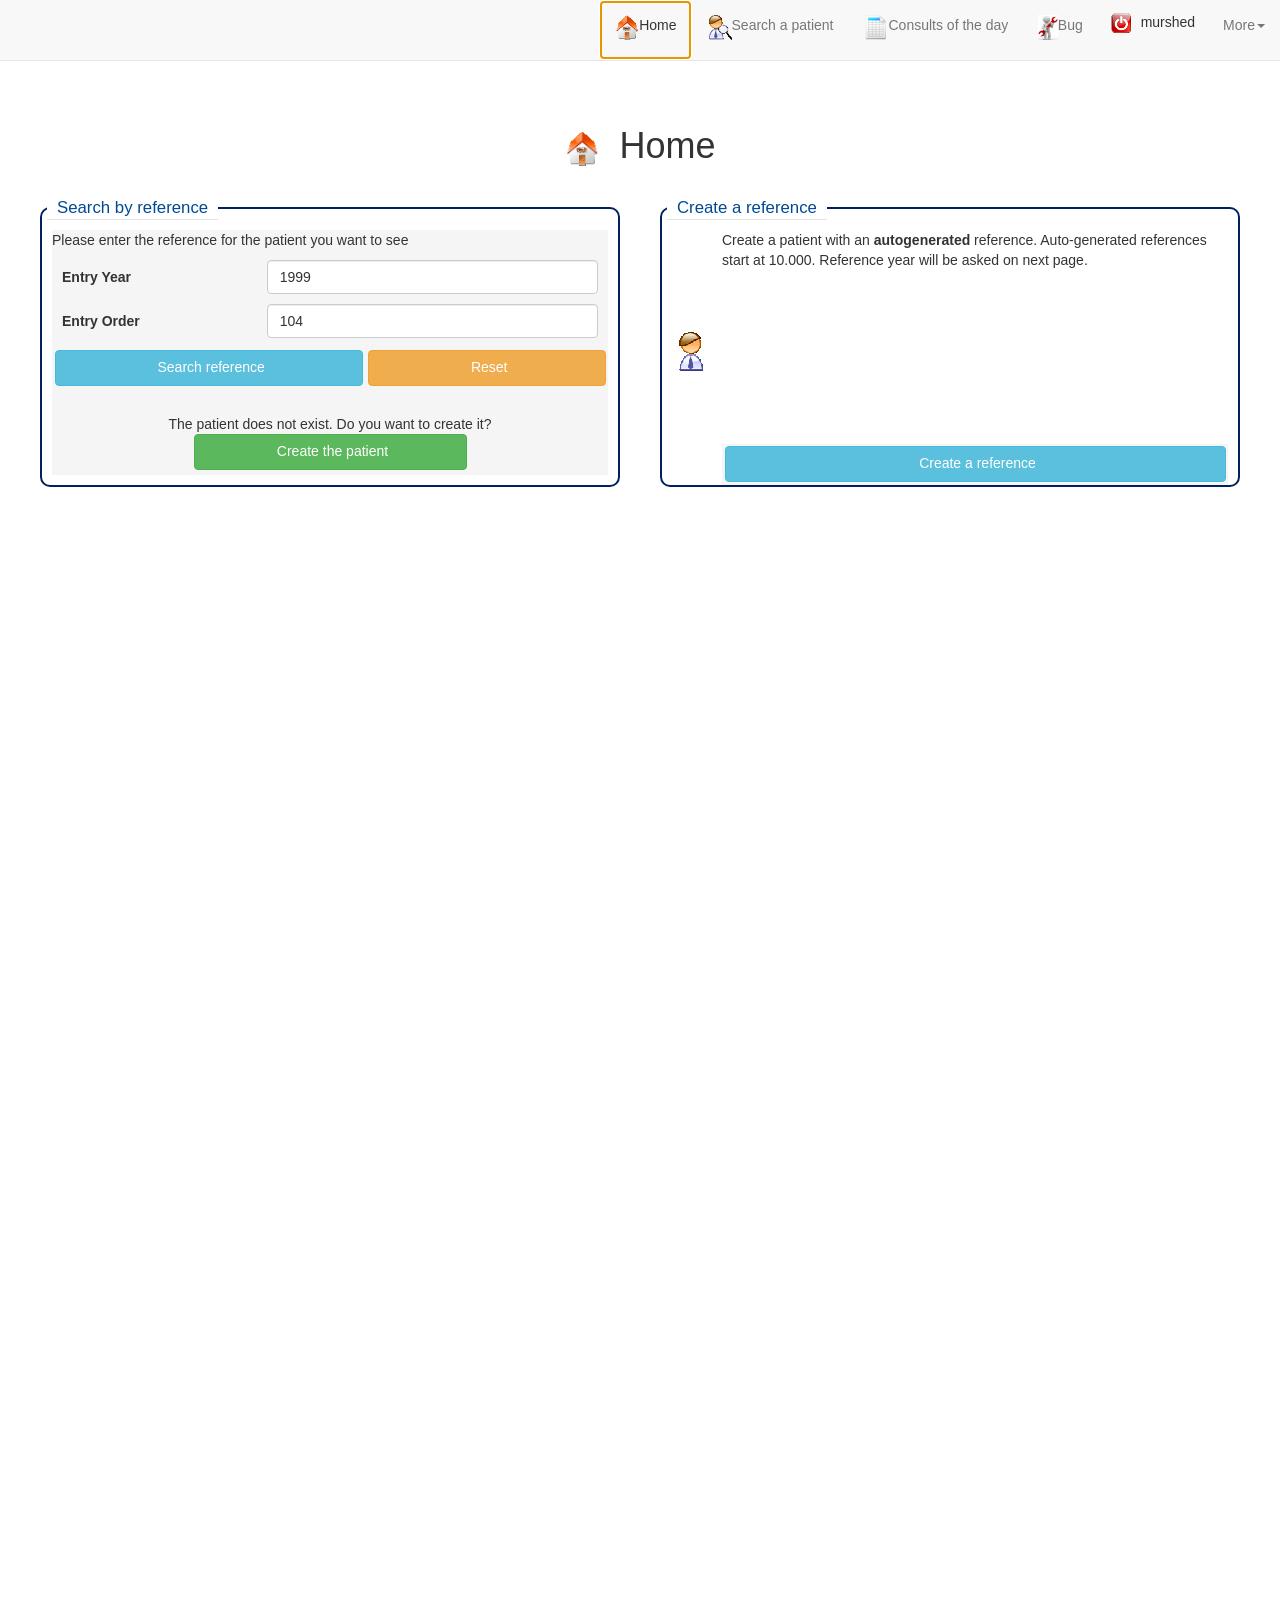 Home
Search a patient
Consults of the day
Bug
murshed
More
Home
Search by reference
Please enter the reference for the patient you want to see
Entry Year
1999
Entry Order
104
Search reference
Reset
The patient does not exist. Do you want to create it?
Create the patient
Create a reference
Create a patient with an autogenerated reference. Auto-generated references
start at 10.000. Reference year will be asked on next page.
Create a reference